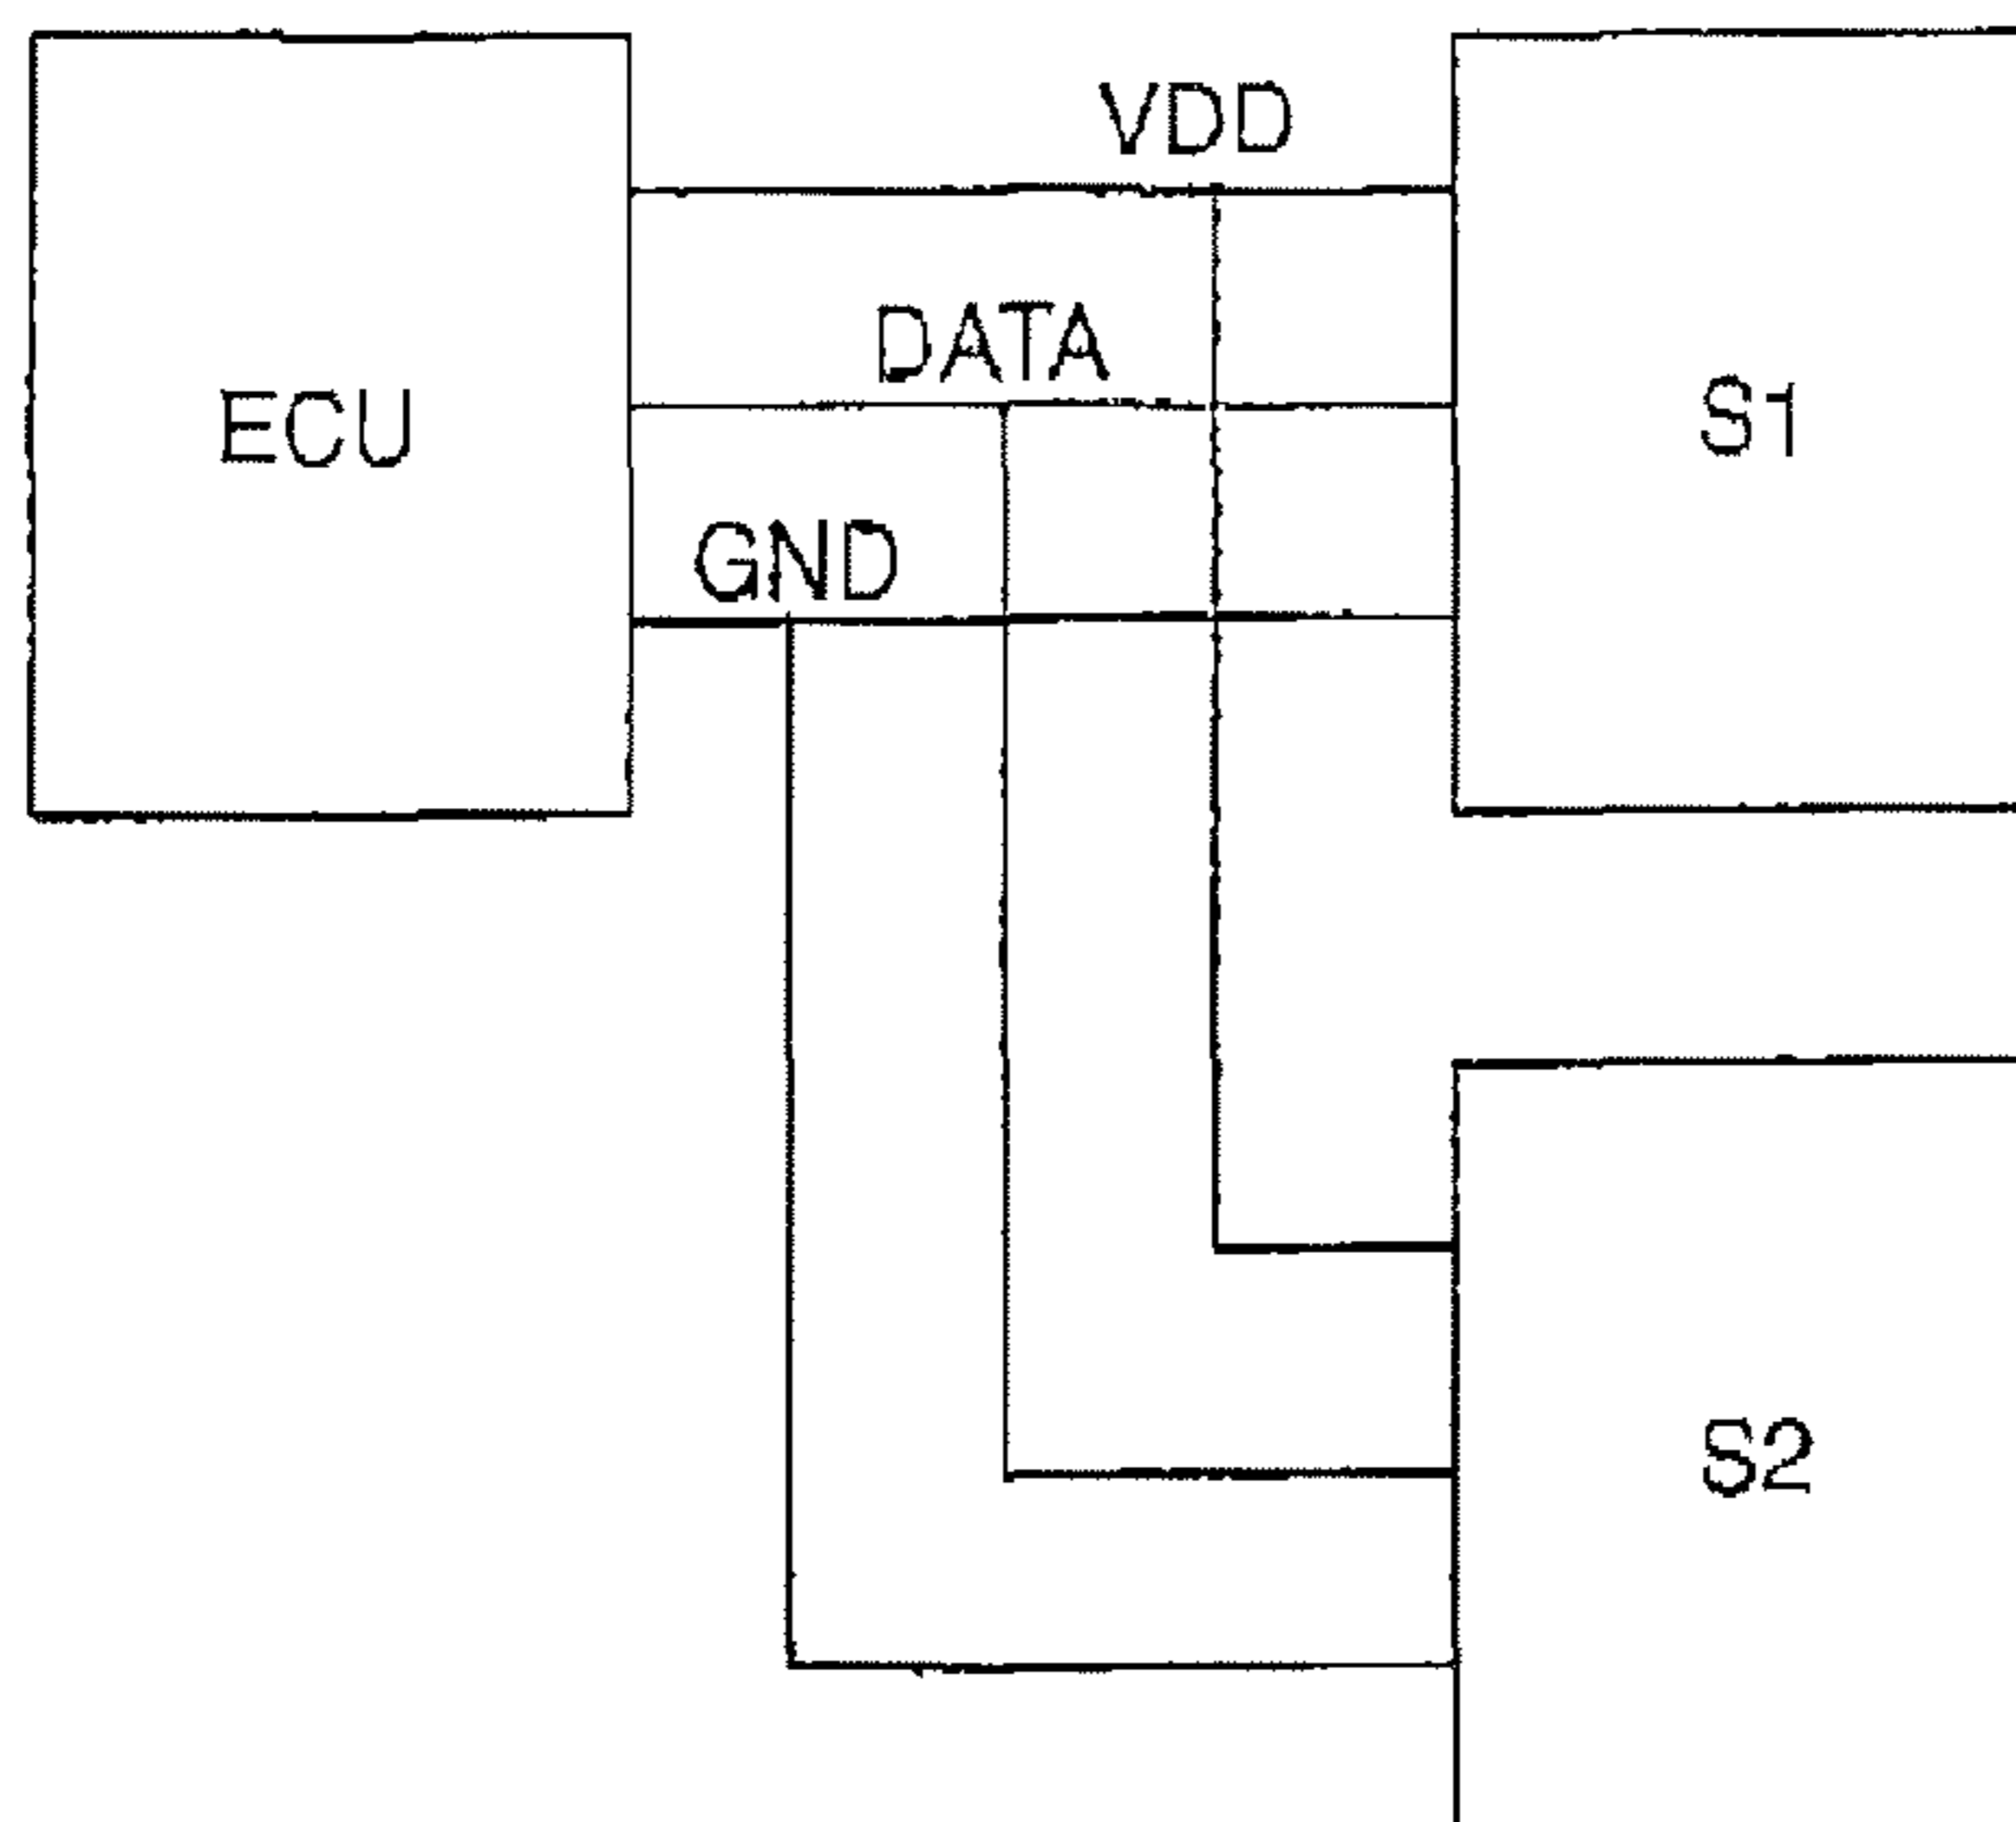 VDD
DATA
ECU
S1
GND
S2